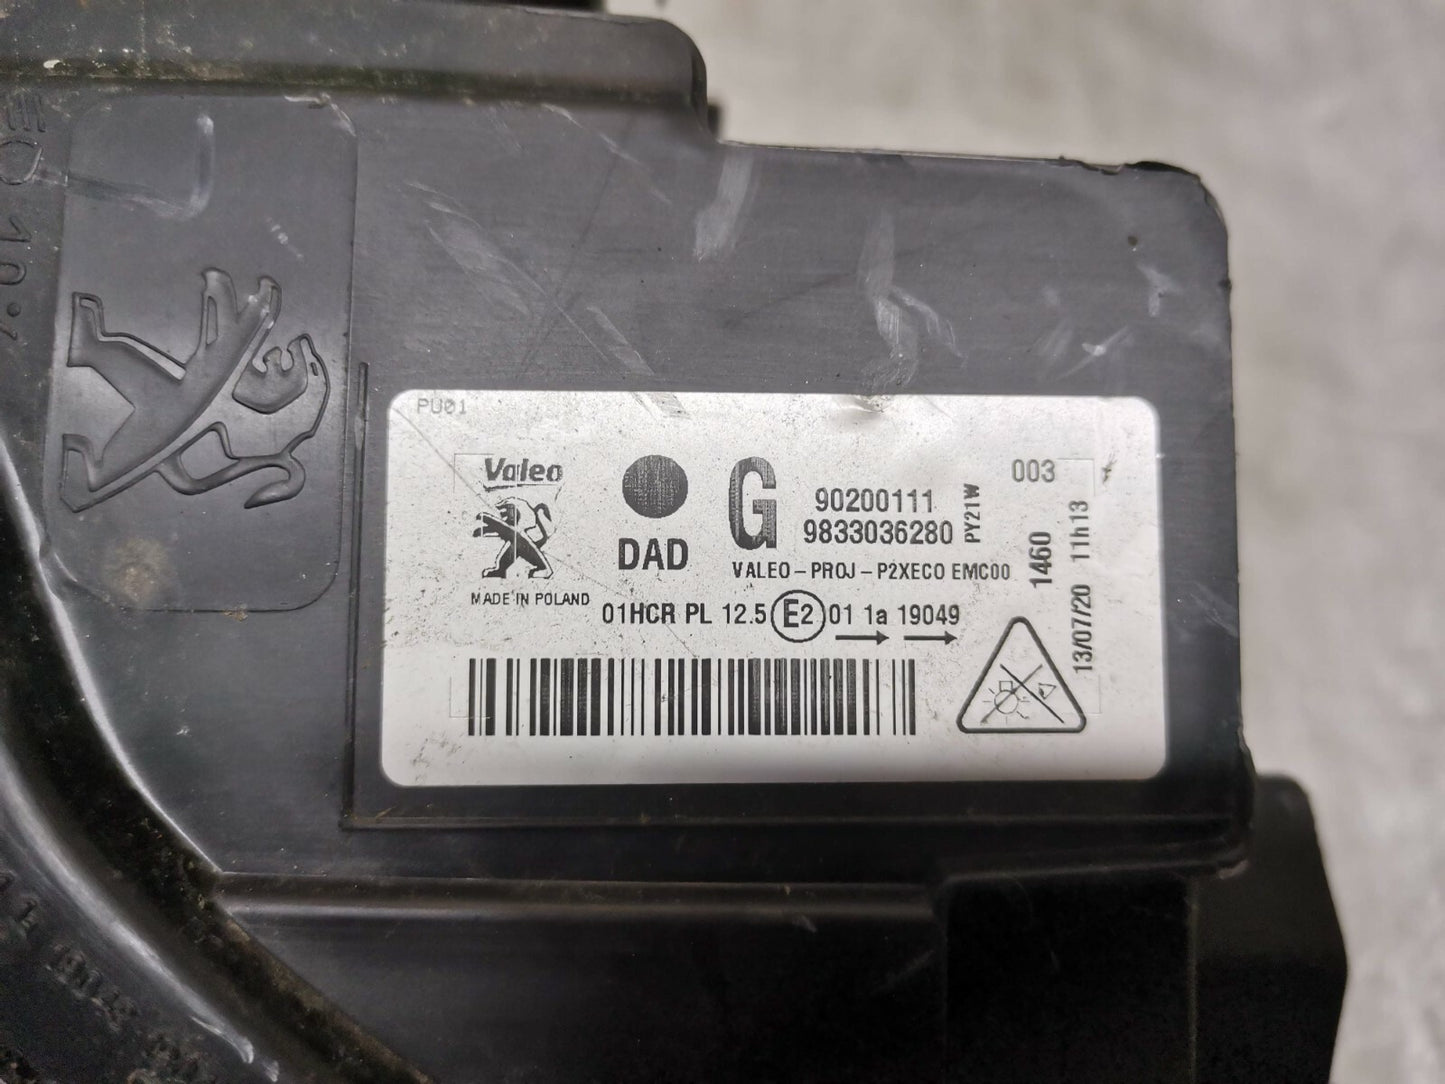 PU01
Valeo
MADE IN POLAND
DAD
G
90200111
9833036280
PY21W
VALEO-PROJ-P2XECO EMC00
01HCR PL 12.5 E2 01 1a 19049
003
1460
13/07/20 11h13